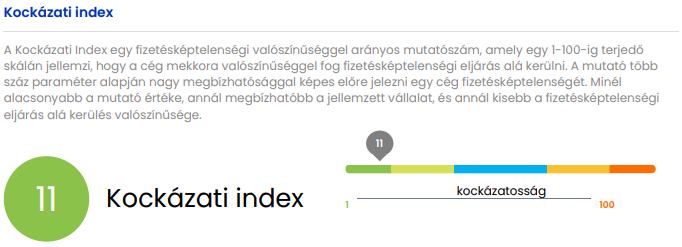 Kockázati index
A Kockázati Index egy fizetésképtelenségi valószínűséggel arányos mutatószám, amely egy 1-100-ig terjedő
skálán jellemzi, hogy a cég mekkora valószínűséggel fog fizetésképtelenségi eljárás alá kerülni. A mutató több
száz paraméter alapján nagy megbízhatósággal képes előre jelezni egy cég fizetésképtelenségét. Minél
alacsonyabb a mutató értéke, annál megbízhatóbb a jellemzett vállalat, és annál kisebb a fizetésképtelenségi
eljárás alá kerülés valószínűsége.
11
11 Kockázati index
kockázatosság
1 100